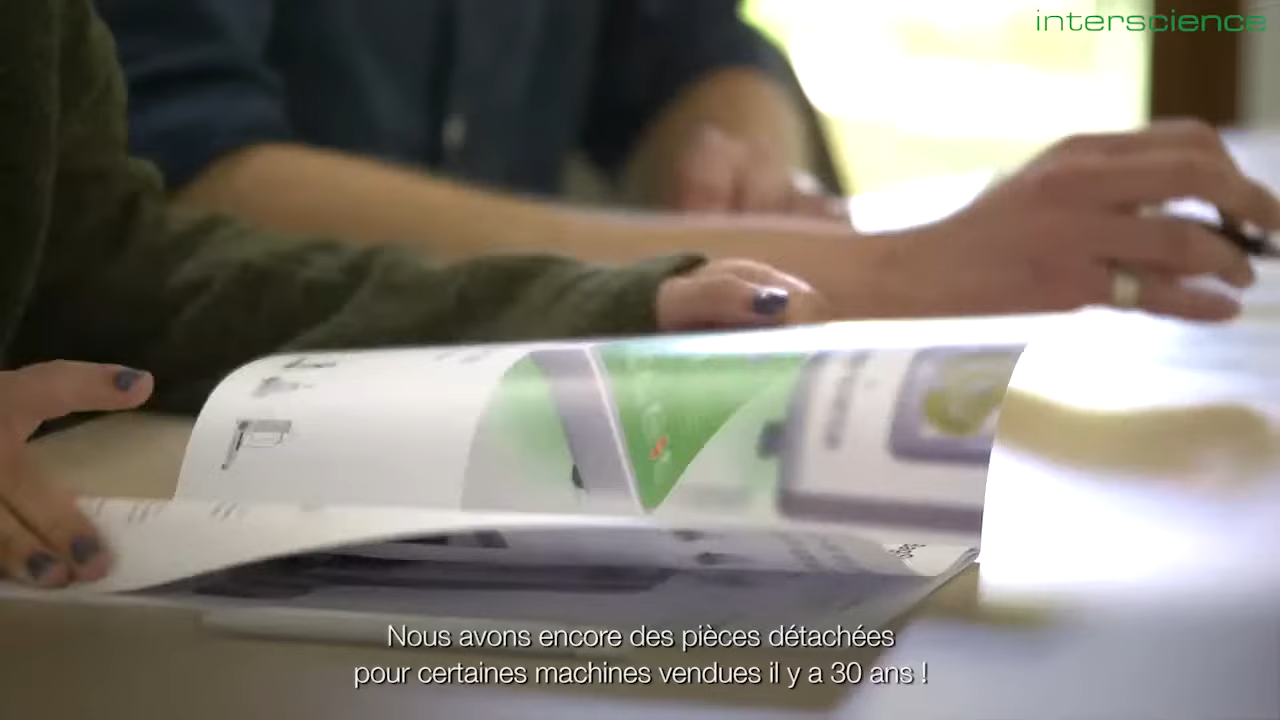 interscience
Nous avons encore des pièces détachées
pour certaines machines vendues il y a 30 ans !